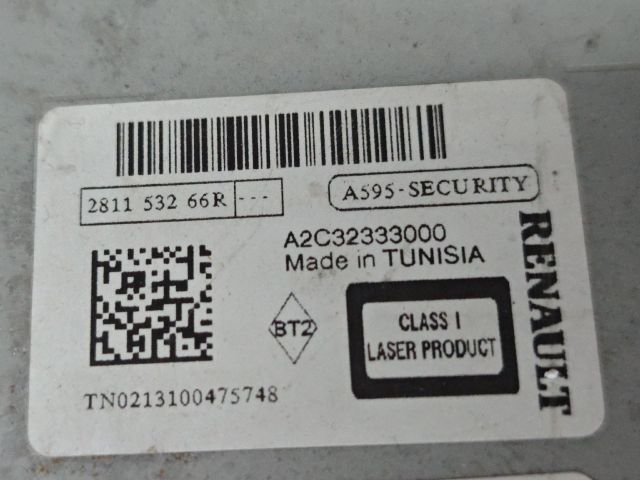 2811 532 66R ---
A595-SECURITY
A2C32333000
Made in TUNISIA
BT2
CLASS I
LASER PRODUCT
RENAULT
TN0213100475748